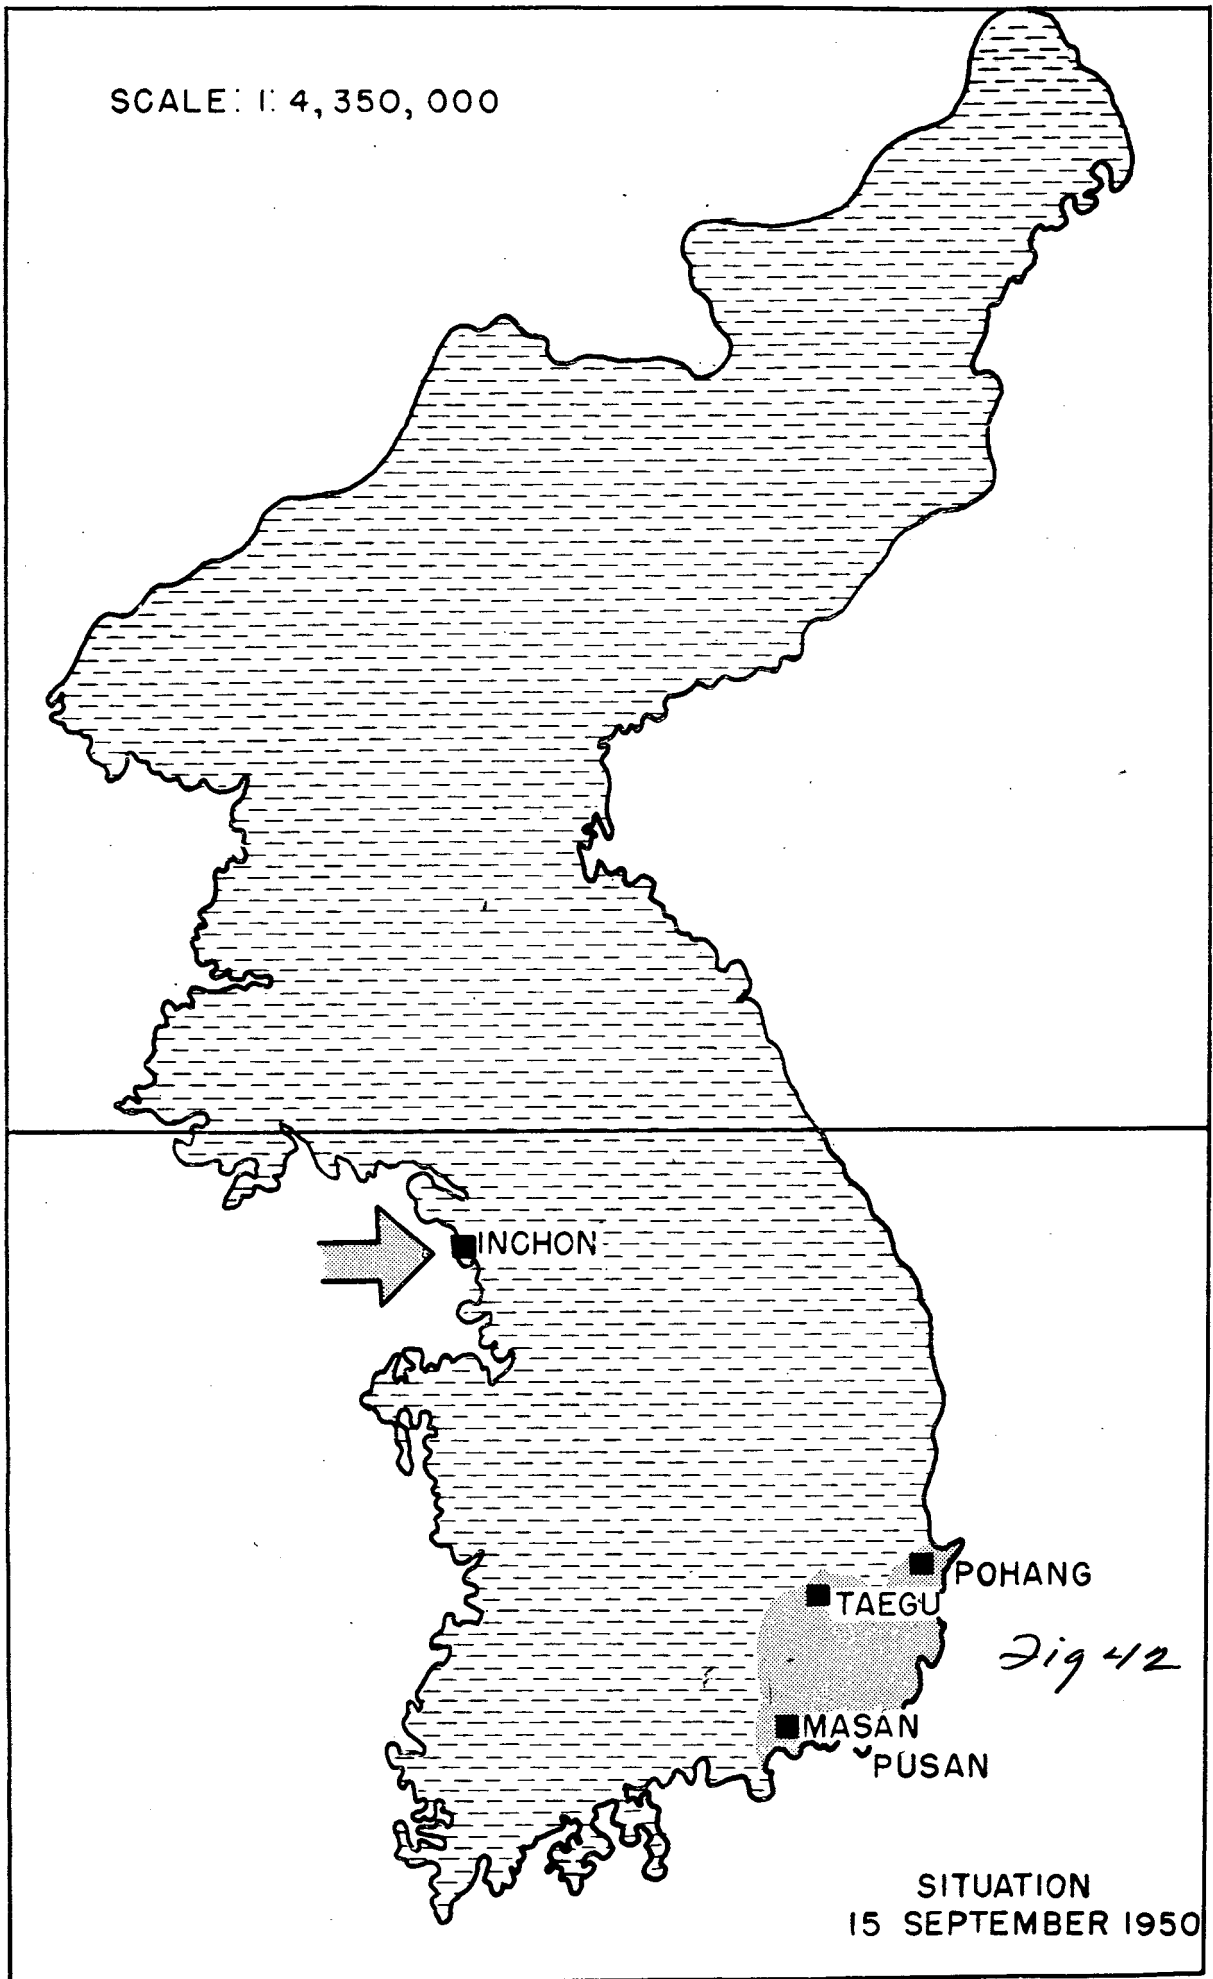 SCALE: 1: 4,350,000
INCHON
POHANG
TAEGU
Fig 42
MASAN
PUSAN
SITUATION
15 SEPTEMBER 1950